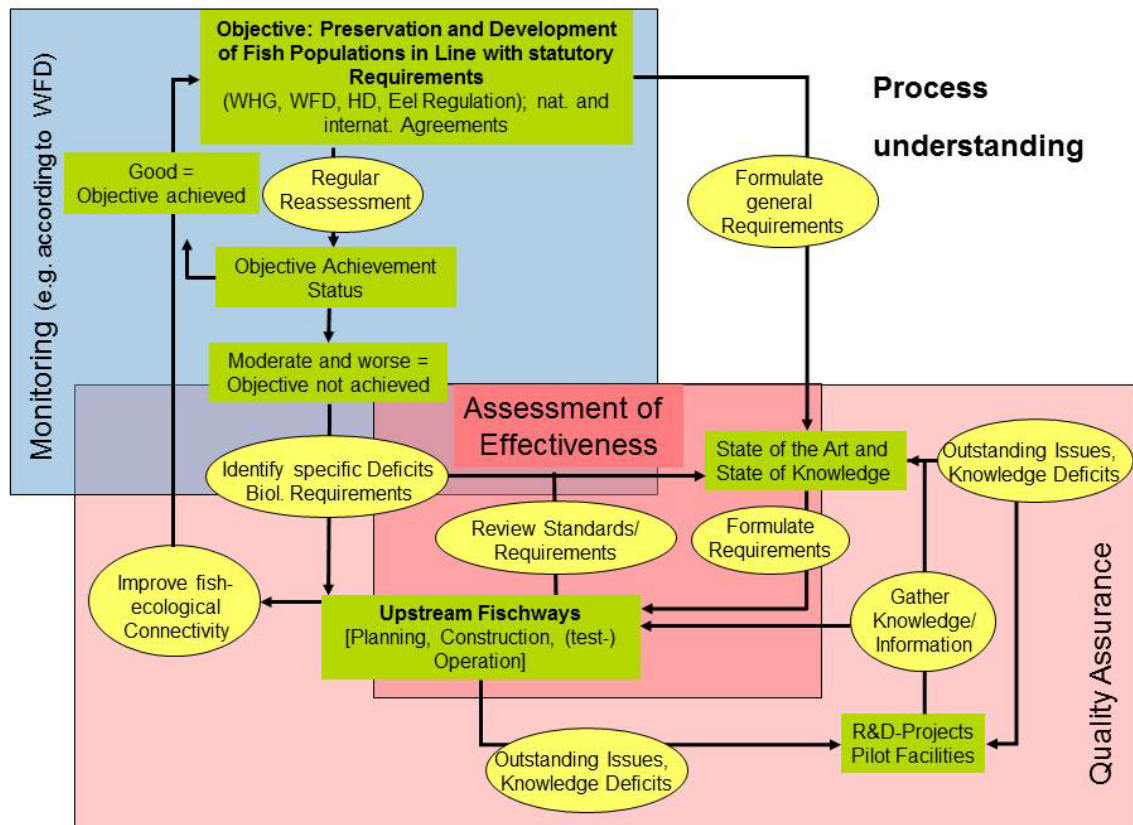 Objective: Preservation and Development
of Fish Populations in Line with statutory
Requirements
(WHG, WFD, HD, Eel Regulation); nat. and
internat. Agreements
Process
understanding
Monitoring (e.g. according to WFD)
Good =
Objective achieved
Regular
Reassessment
Formulate
general
Requirements
Objective Achievement
Status
Moderate and worse =
Objective not achieved
Assessment of
Effectiveness
State of the Art and
State of Knowledge
Outstanding Issues,
Knowledge Deficits
Identify specific Deficits
Biol. Requirements
Review Standards/
Requirements
Formulate
Requirements
Improve fish-
ecological
Connectivity
Upstream Fischways
[Planning, Construction, (test-)
Operation]
Gather
Knowledge/
Information
Quality Assurance
R&D-Projects
Pilot Facilities
Outstanding Issues,
Knowledge Deficits